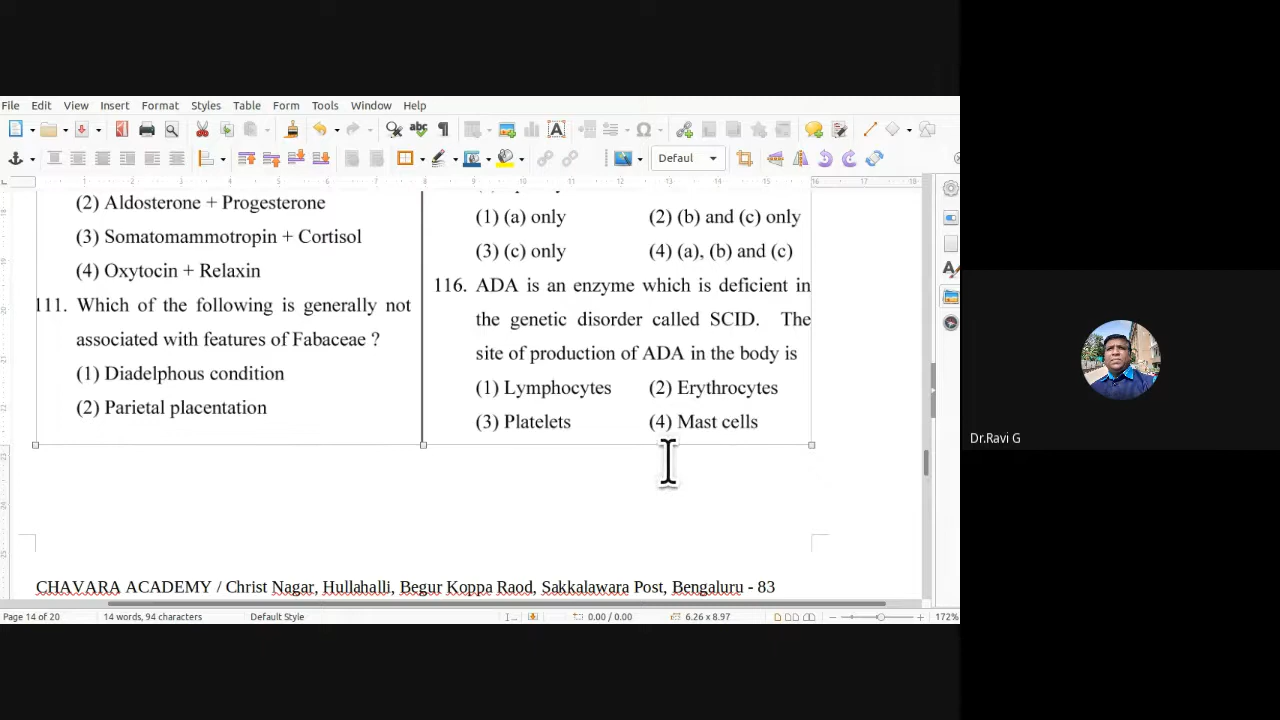 File Edit View Insert Format Styles Table Form Tools Window Help
Defaul
(2) Aldosterone + Progesterone
(3) Somatomammotropin + Cortisol
(4) Oxytocin + Relaxin
111. Which of the following is generally not
associated with features of Fabaceae ?
(1) Diadelphous condition
(2) Parietal placentation
(1) (a) only (2) (b) and (c) only
(3) (c) only (4) (a), (b) and (c)
116. ADA is an enzyme which is deficient in
the genetic disorder called SCID. The
site of production of ADA in the body is
(1) Lymphocytes (2) Erythrocytes
(3) Platelets (4) Mast cells
CHAVARA ACADEMY / Christ Nagar, Hullahalli, Begur Koppa Raod, Sakkalawara Post, Bengaluru - 83
Page 14 of 20 14 words, 94 characters Default Style 0.00 / 0.00 6.26 x 8.97 172%
Dr.Ravi G